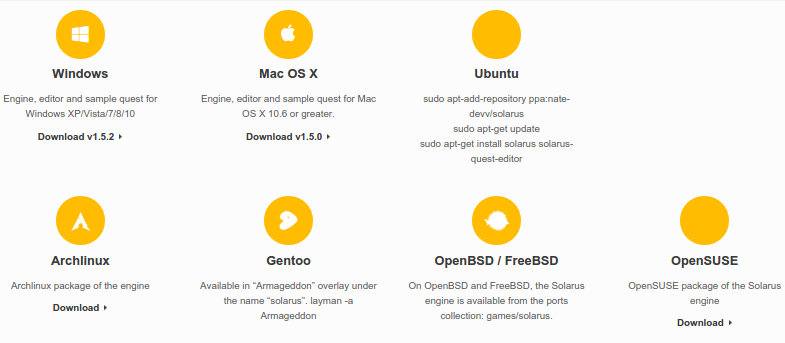 Windows
Engine, editor and sample quest for
Windows XP/Vista/7/8/10
Download v1.5.2
Mac OS X
Engine, editor and sample quest for Mac
OS X 10.6 or greater.
Download v1.5.0
Ubuntu
sudo apt-add-repository ppa:nate-
devv/solarus
sudo apt-get update
sudo apt-get install solarus solarus-
quest-editor
Archlinux
Archlinux package of the engine
Download
Gentoo
Available in “Armageddon” overlay under
the name “solarus”. layman -a
Armageddon
OpenBSD / FreeBSD
On OpenBSD and FreeBSD, the Solarus
engine is available from the ports
collection: games/solarus.
OpenSUSE
OpenSUSE package of the Solarus
engine
Download